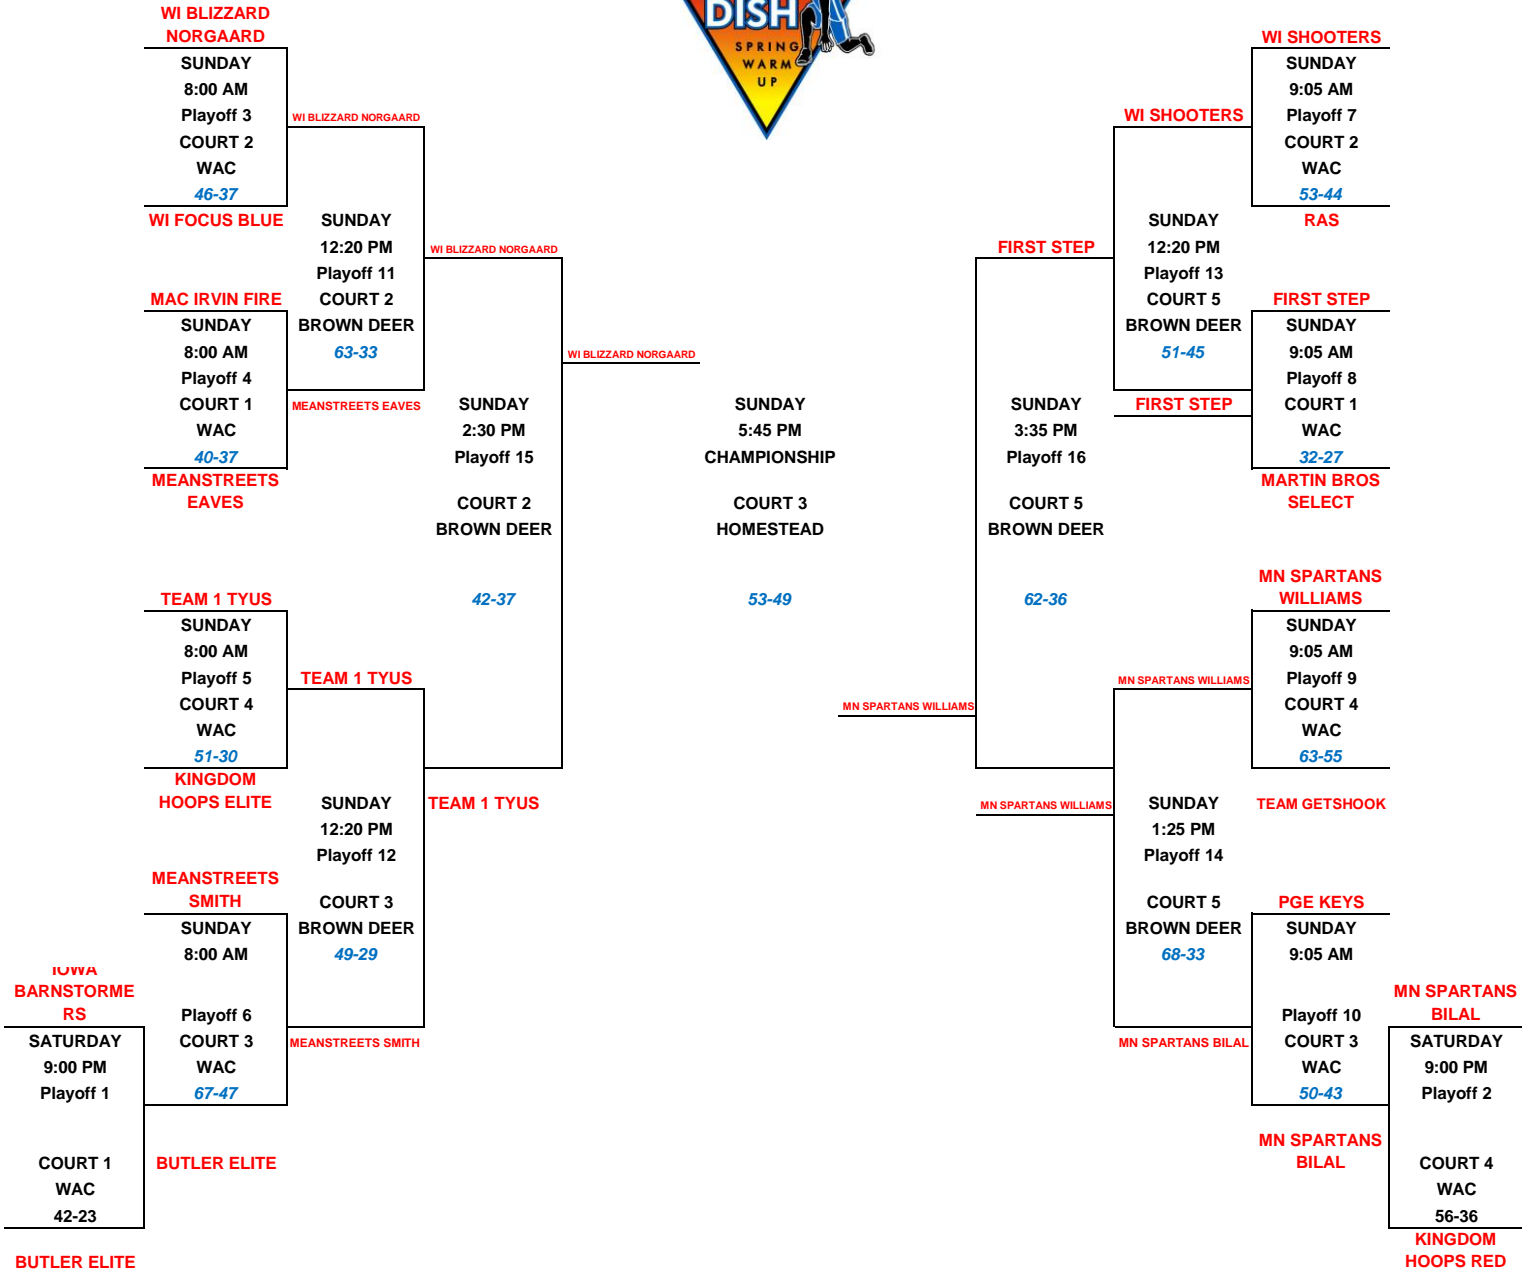 DISH
SPRING
WARM
UP
WI BLIZZARD
NORGAARD
SUNDAY
8:00 AM
Playoff 3
COURT 2
WAC
46-37
WI FOCUS BLUE
MAC IRVIN FIRE
SUNDAY
8:00 AM
Playoff 4
COURT 1
WAC
40-37
MEANSTREETS
EAVES
TEAM 1 TYUS
SUNDAY
8:00 AM
Playoff 5
COURT 4
WAC
51-30
KINGDOM
HOOPS ELITE
MEANSTREETS
SMITH
SUNDAY
8:00 AM
Playoff 6
COURT 3
WAC
67-47
BUTLER ELITE
IOWA
BARNSTORME
RS
SATURDAY
9:00 PM
Playoff 1
COURT 1
WAC
42-23
BUTLER ELITE
WI BLIZZARD NORGAARD
SUNDAY
12:20 PM
Playoff 11
COURT 2
BROWN DEER
63-33
MEANSTREETS EAVES
TEAM 1 TYUS
SUNDAY
12:20 PM
Playoff 12
COURT 3
BROWN DEER
49-29
MEANSTREETS SMITH
WI BLIZZARD NORGAARD
SUNDAY
2:30 PM
Playoff 15
COURT 2
BROWN DEER
42-37
TEAM 1 TYUS
WI BLIZZARD NORGAARD
SUNDAY
5:45 PM
CHAMPIONSHIP
COURT 3
HOMESTEAD
53-49
MN SPARTANS WILLIAMS
FIRST STEP
SUNDAY
3:35 PM
Playoff 16
COURT 5
BROWN DEER
62-36
MN SPARTANS WILLIAMS
WI SHOOTERS
SUNDAY
12:20 PM
Playoff 13
COURT 5
BROWN DEER
51-45
FIRST STEP
MN SPARTANS WILLIAMS
SUNDAY
1:25 PM
Playoff 14
COURT 5
BROWN DEER
68-33
MN SPARTANS BILAL
WI SHOOTERS
SUNDAY
9:05 AM
Playoff 7
COURT 2
WAC
53-44
RAS
FIRST STEP
SUNDAY
9:05 AM
Playoff 8
COURT 1
WAC
32-27
MARTIN BROS
SELECT
MN SPARTANS
WILLIAMS
SUNDAY
9:05 AM
Playoff 9
COURT 4
WAC
63-55
TEAM GETSHOOK
PGE KEYS
SUNDAY
9:05 AM
Playoff 10
COURT 3
WAC
50-43
MN SPARTANS
BILAL
MN SPARTANS
BILAL
SATURDAY
9:00 PM
Playoff 2
COURT 4
WAC
56-36
KINGDOM
HOOPS RED